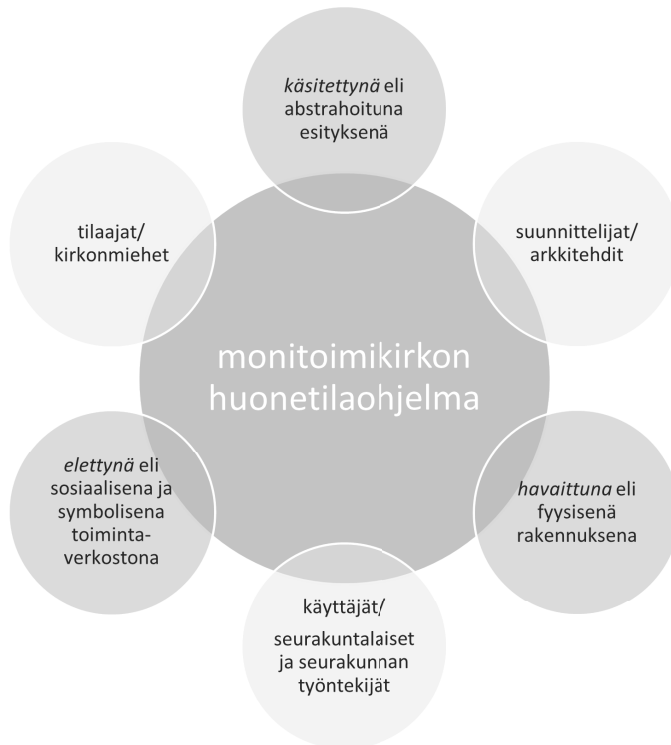 käsitettynä eli
abstrahoituna
esityksenä
tilaajat/
kirkonmiehet
suunnittelijat/
arkkitehdit
monitoimikirkon
huonetilaohjelma
elettynä eli
sosiaalisena ja
symbolisena
toiminta-
verkostona
havaittuna eli
fyysisenä
rakennuksena
käyttäjät/
seurakuntalaiset
ja seurakunnan
työntekijät